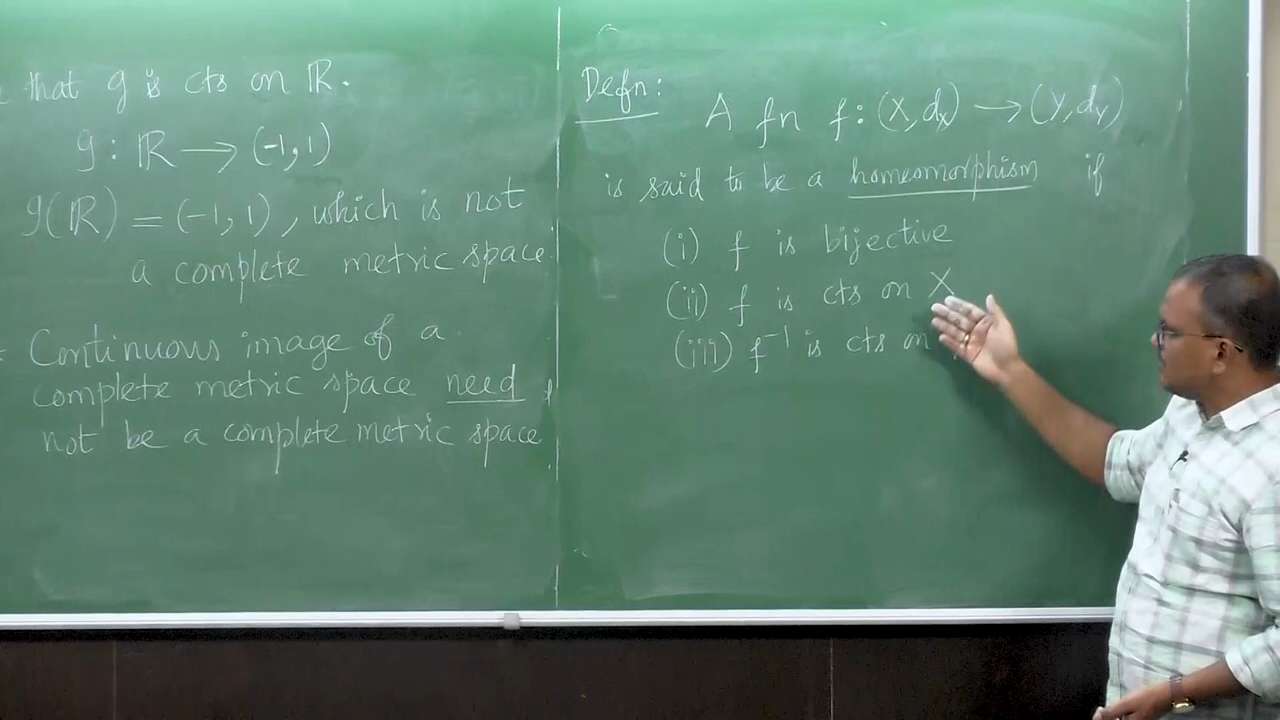 that g is cts on ℝ.
g : ℝ → (-1, 1)
g(ℝ) = (-1, 1), which is not
a complete metric space.
Continuous image of a
complete metric space need
not be a complete metric space
Defn:
A fn f : (X, d_X) → (Y, d_Y)
is said to be a homeomorphism if
(i) f is bijective
(ii) f is cts on X
(iii) f⁻¹ is cts on